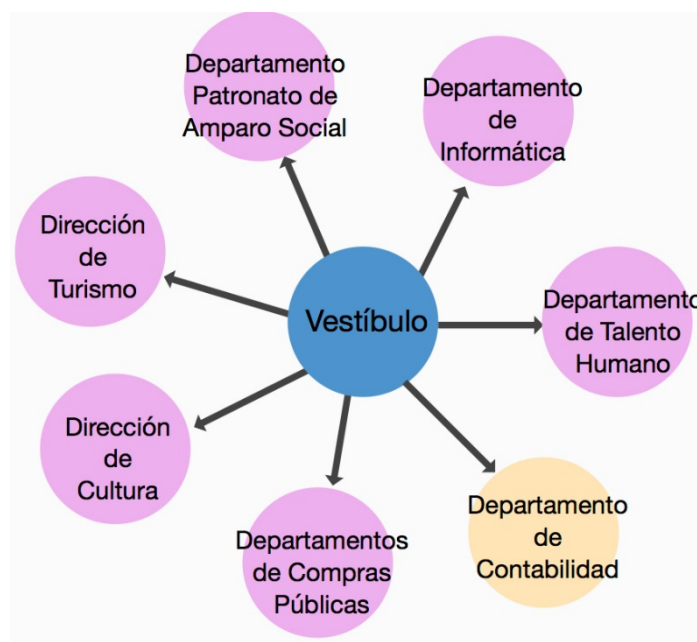 Departamento
Patronato de
Amparo Social
Departamento
de
Informática
Dirección
de
Turismo
Vestíbulo
Departamento
de Talento
Humano
Dirección
de
Cultura
Departamentos
de Compras
Públicas
Departamento
de
Contabilidad